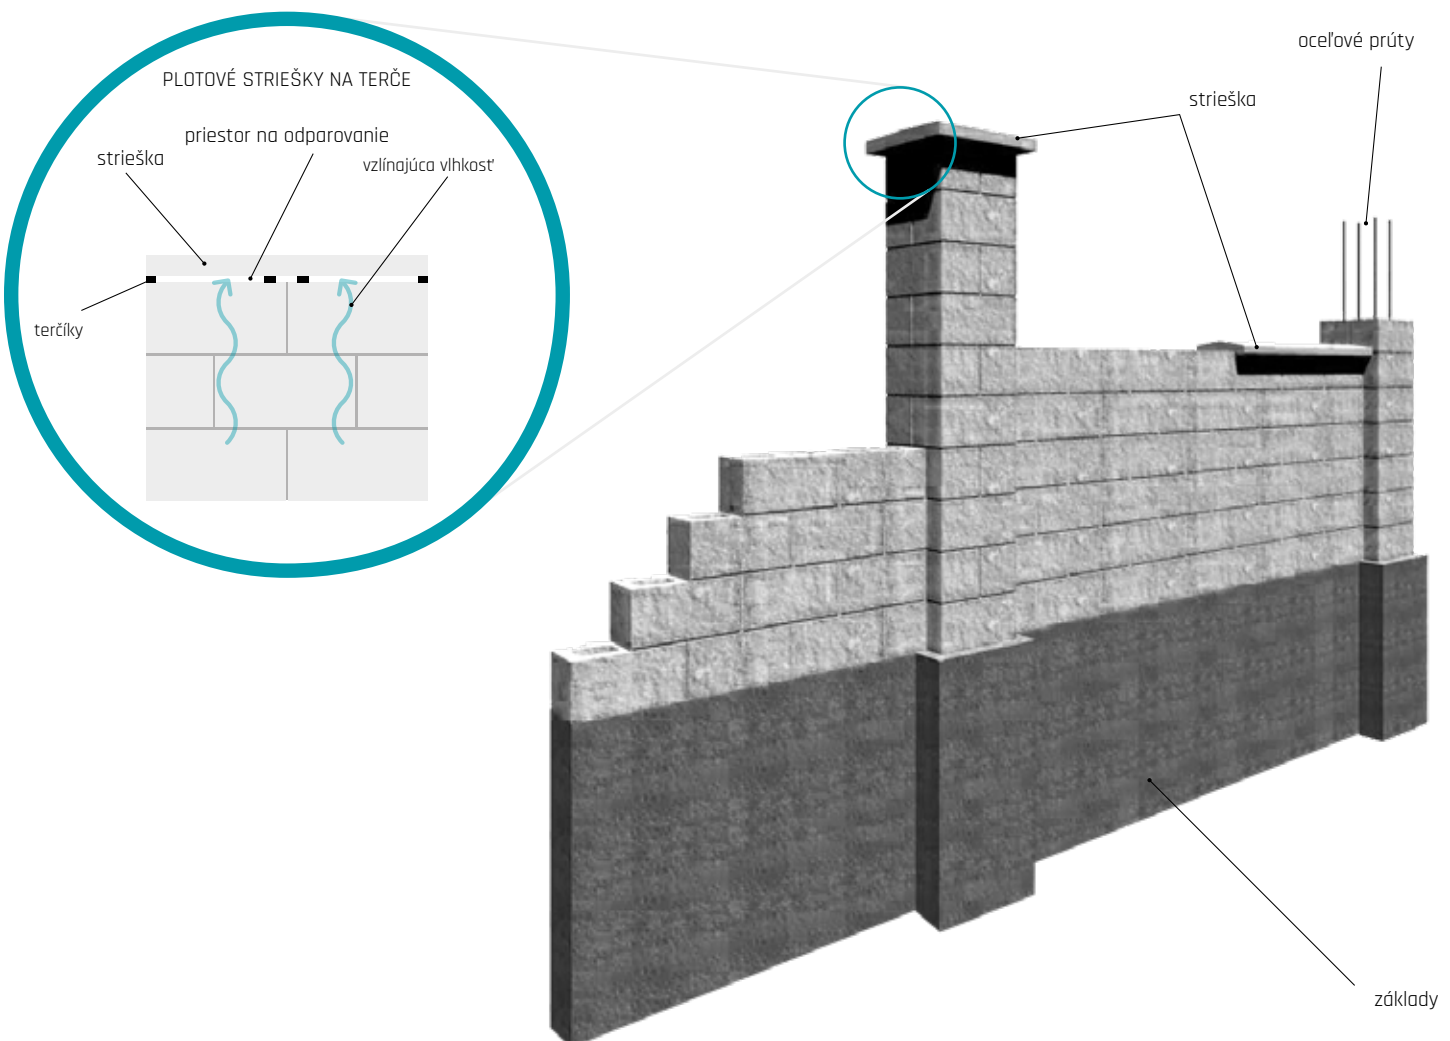 PLOTOVÉ STRIEŠKY NA TERČE
priestor na odparovanie
strieška
vzlínajúca vlhkosť
terčíky
oceľové prúty
strieška
základy